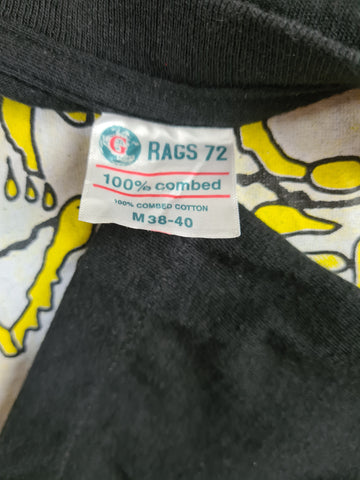 RAGS 72
100% combed
100% COMBED COTTON
M 38-40